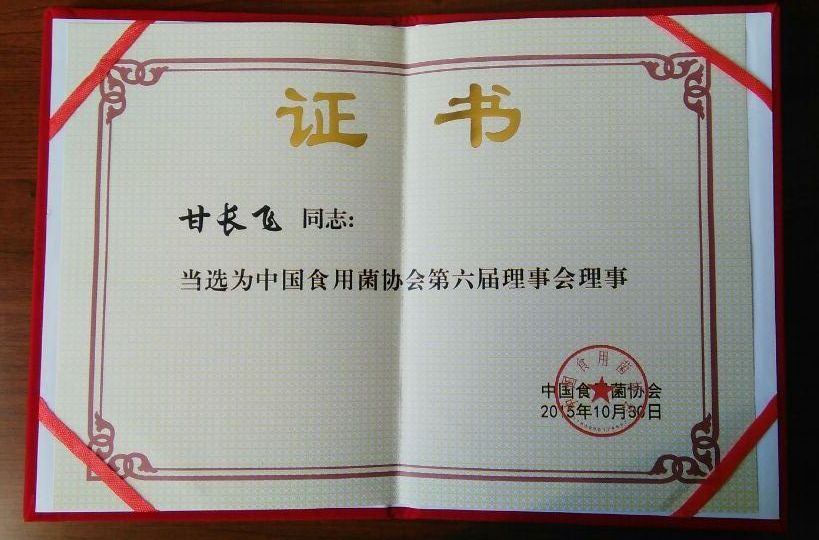 证书
甘长飞 同志:
当选为中国食用菌协会第六届理事会理事
中国食用菌协会
2015年10月30日